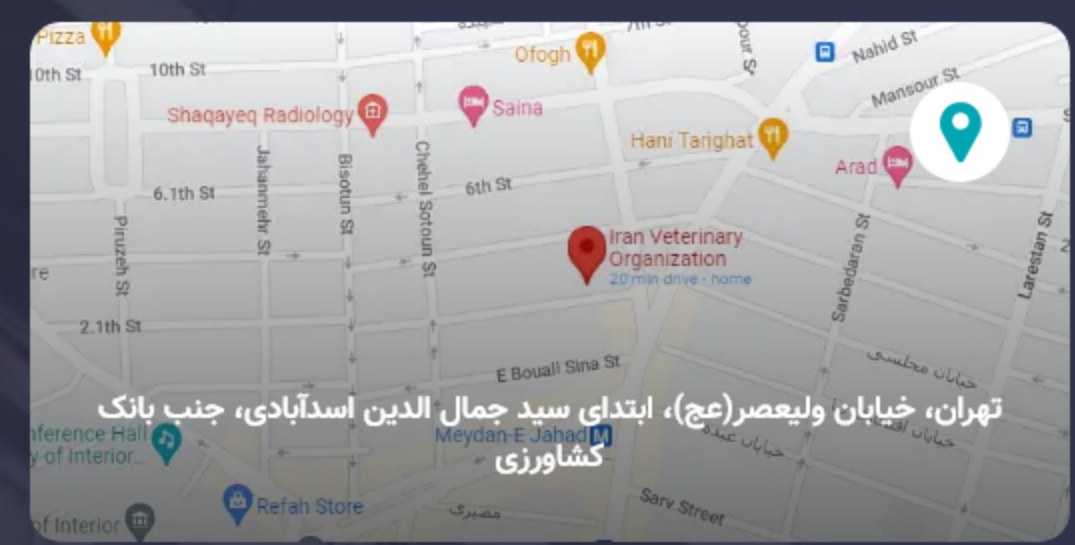 Pizza
10th St
10th St
Ofogh
7th St
Nahid St
Mansour St
Shaqayeq Radiology
Saina
Hani Tarighat
Arad
Jahanmehr St
Bisotun St
Chehel Sotoun St
6.1th St
6th St
Piruzeh St
Iran Veterinary
Organization
20 min drive - home
Sarbedaran St
Larestan St
2.1th St
E Bouali Sina St
خیابان مجلسی
تهران، خیابان ولیعصر(عج)، ابتدای سید جمال الدین اسدآبادی، جنب بانک
کشاورزی
Meydan-E Jahad
M
خیابان عبده
Refah Store
of Interior
y of Interior...
مصیری
Sarv Street